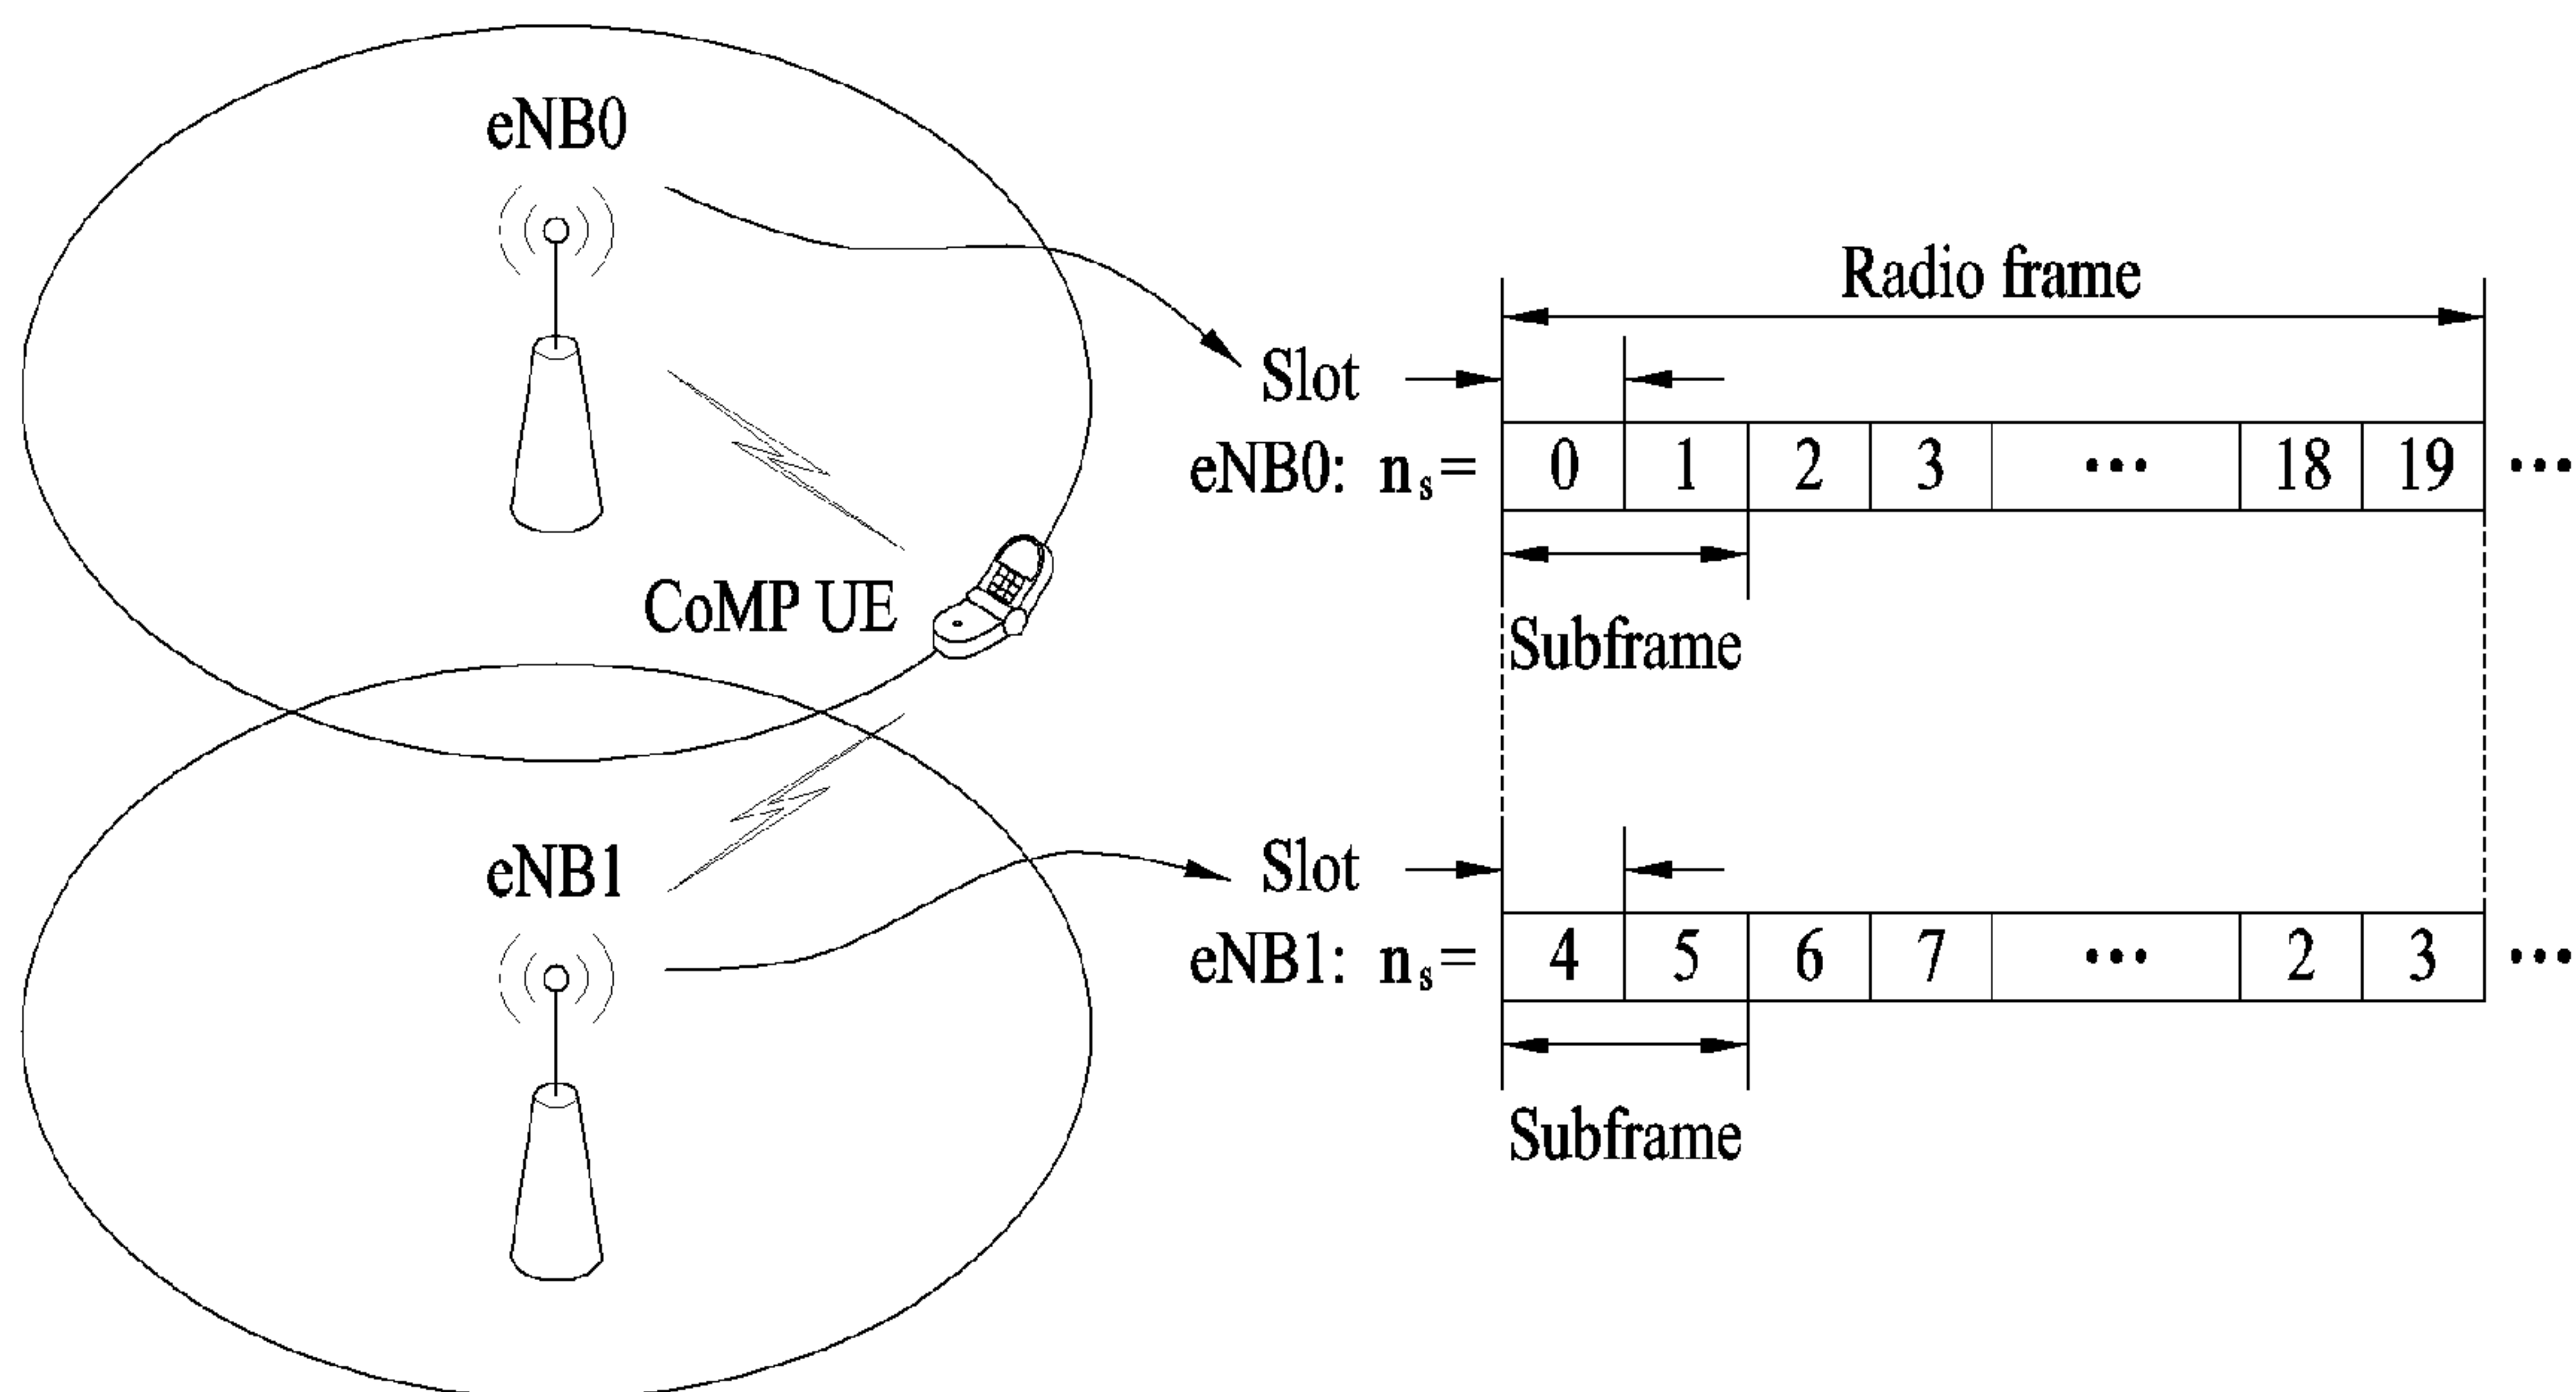 eNB0
Radio frame
Slot
eNB0: ns= 0 1 2 3 ... 18 19 ...
CoMP UE
Subframe
eNB1
Slot
eNB1: ns= 4 5 6 7 ... 2 3 ...
Subframe